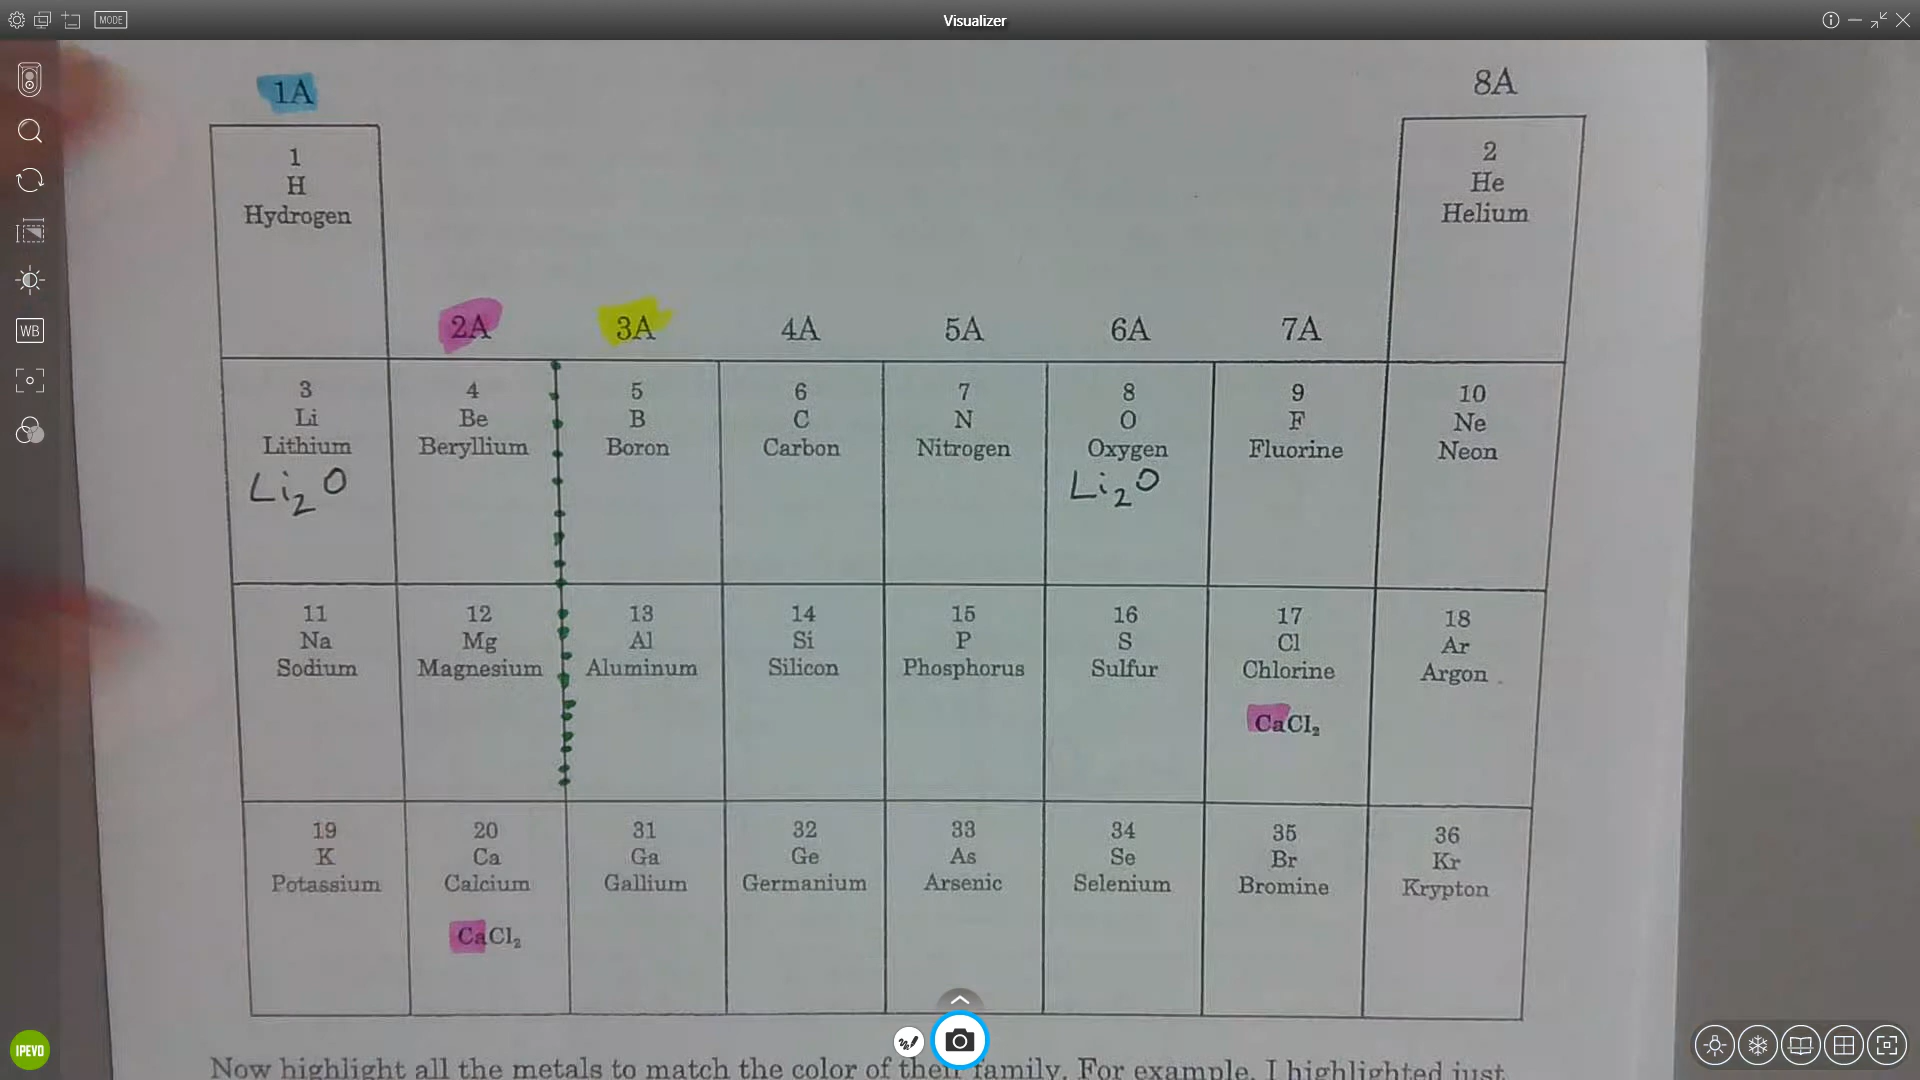 MODE
Visualizer
WB
1A
8A
1
H
Hydrogen
2
He
Helium
2A
3A
4A
5A
6A
7A
3
Li
Lithium
Li₂O
4
Be
Beryllium
5
B
Boron
6
C
Carbon
7
N
Nitrogen
8
O
Oxygen
Li₂O
9
F
Fluorine
10
Ne
Neon
11
Na
Sodium
12
Mg
Magnesium
13
Al
Aluminum
14
Si
Silicon
15
P
Phosphorus
16
S
Sulfur
17
Cl
Chlorine
CaCl₂
18
Ar
Argon
19
K
Potassium
20
Ca
Calcium
CaCl₂
31
Ga
Gallium
32
Ge
Germanium
33
As
Arsenic
34
Se
Selenium
35
Br
Bromine
36
Kr
Krypton
IPEVO
Now highlight all the metals to match the color of their family. For example, I highlighted just